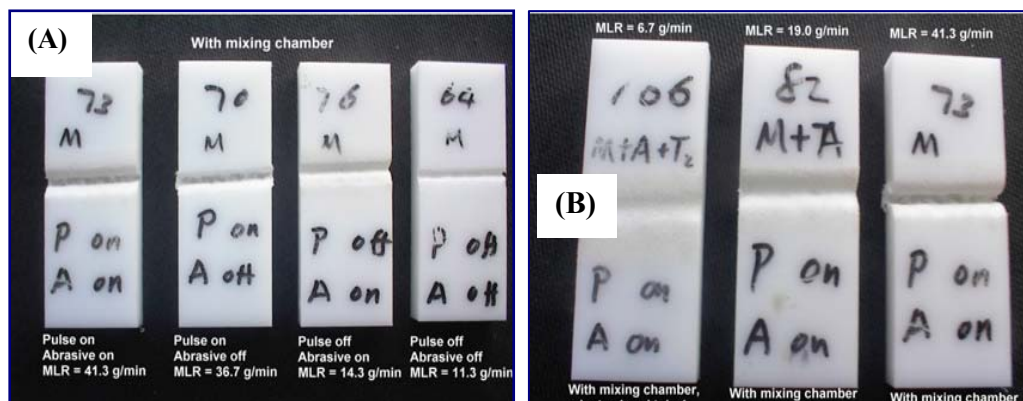 (A)
With mixing chamber
73
M
P on
A on
Pulse on
Abrasive on
MLR = 41.3 g/min
70
M
P on
A off
Pulse on
Abrasive off
MLR = 36.7 g/min
76
M
P off
A on
Pulse off
Abrasive on
MLR = 14.3 g/min
64
M
P off
A off
Pulse off
Abrasive off
MLR = 11.3 g/min
(B)
MLR = 6.7 g/min
106
M+A+T2
P on
A on
With mixing chamber,
MLR = 19.0 g/min
82
M+A
P on
A on
With mixing chamber
MLR = 41.3 g/min
73
M
P on
A on
With mixing chamber